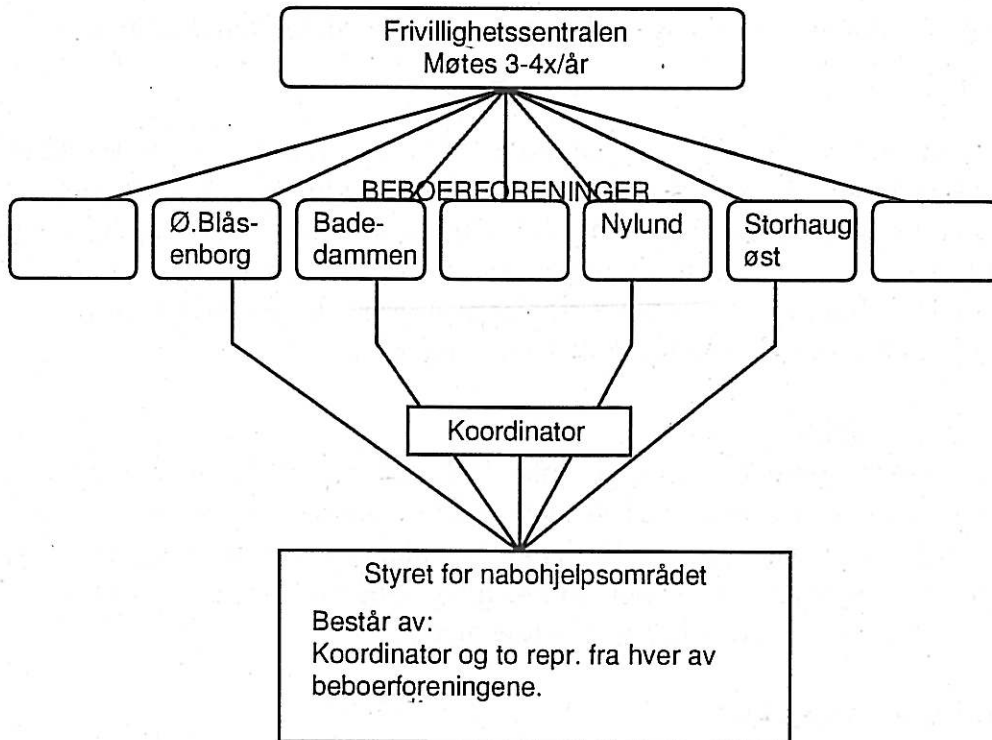 Frivillighetssentralen
Møtes 3-4x/år
BEBOERFORENINGER
Ø.Blås-
enborg
Bade-
dammen
Nylund
Storhaug
øst
Koordinator
Styret for nabohjelpsområdet
Består av:
Koordinator og to repr. fra hver av
beboerforeningene.